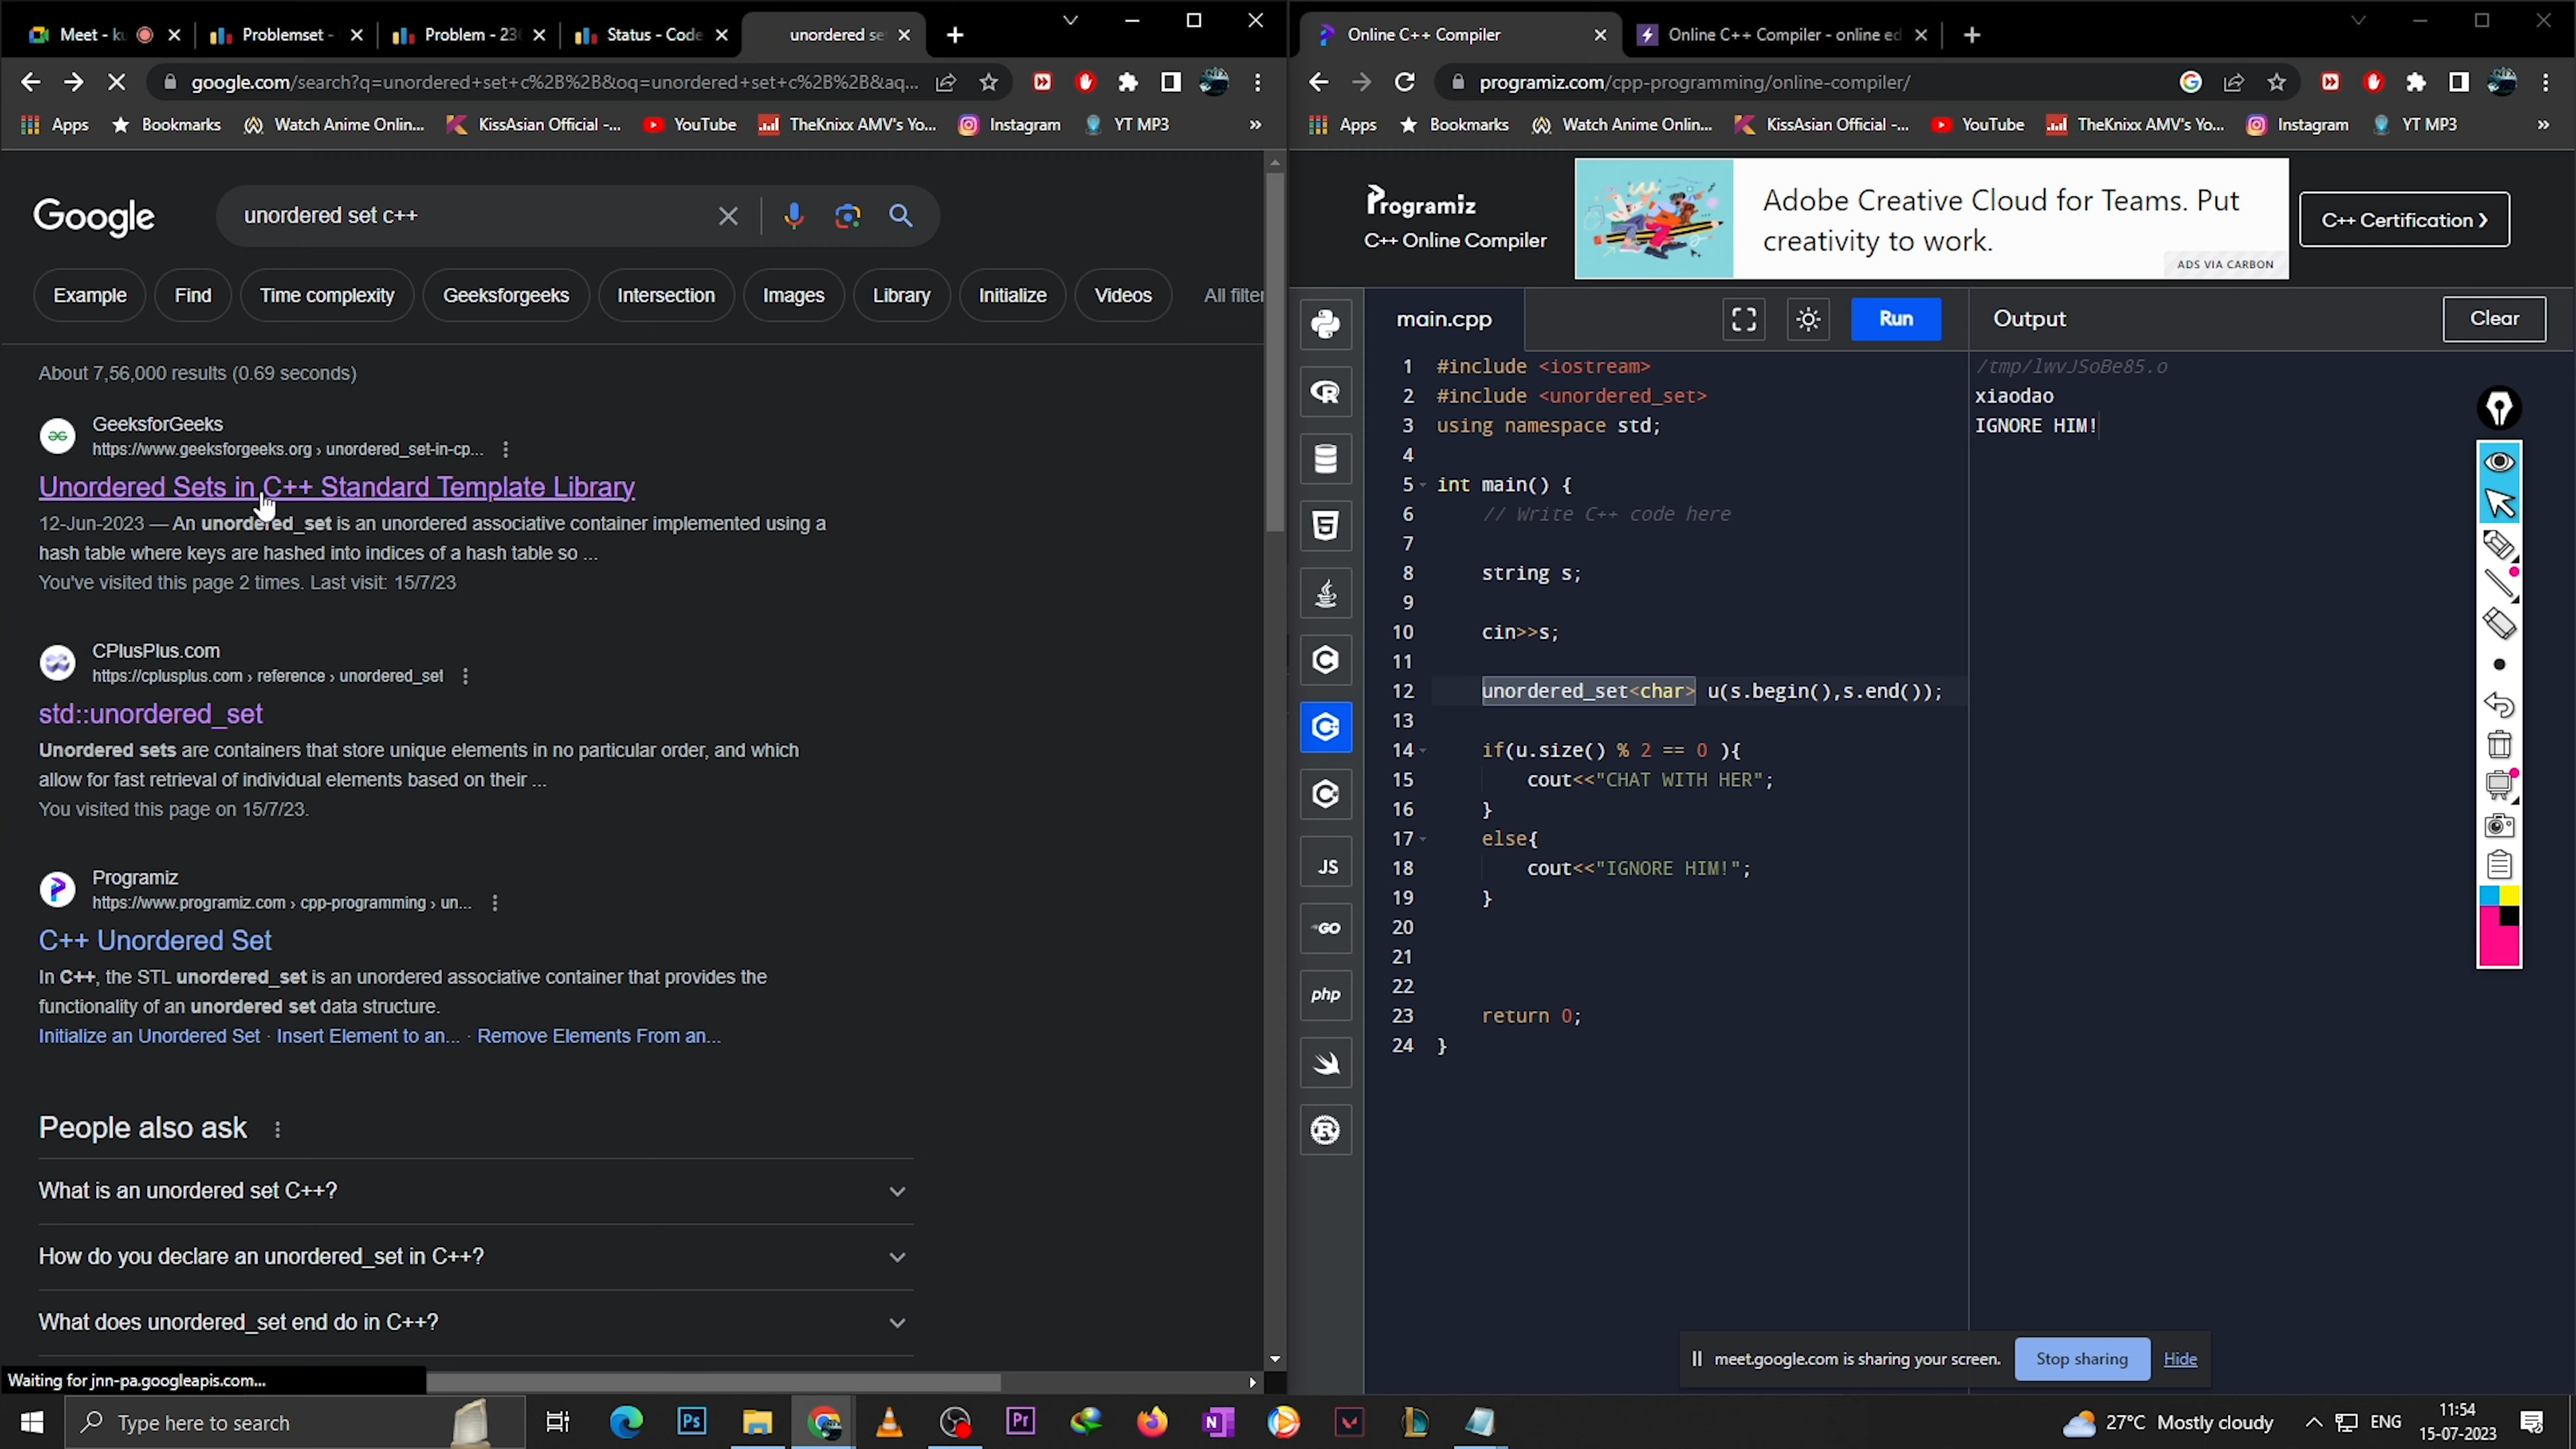 Meet - ku
Problemset -
Problem - 230
Status - Code
unordered se
google.com/search?q=unordered+set+c%2B%2B&oq=unordered+set+c%2B%2B&aq...
Apps
Bookmarks
Watch Anime Onlin...
KissAsian Official -...
YouTube
TheKnixx AMV's Yo...
Instagram
YT MP3
»
Google
unordered set c++
Example
Find
Time complexity
Geeksforgeeks
Intersection
Images
Library
Initialize
Videos
All filter
About 7,56,000 results (0.69 seconds)
GeeksforGeeks
https://www.geeksforgeeks.org › unordered_set-in-cp...
Unordered Sets in C++ Standard Template Library
12-Jun-2023 — An unordered_set is an unordered associative container implemented using a
hash table where keys are hashed into indices of a hash table so ...
You've visited this page 2 times. Last visit: 15/7/23
CPlusPlus.com
https://cplusplus.com › reference › unordered_set
std::unordered_set
Unordered sets are containers that store unique elements in no particular order, and which
allow for fast retrieval of individual elements based on their ...
You visited this page on 15/7/23.
Programiz
https://www.programiz.com › cpp-programming › un...
C++ Unordered Set
In C++, the STL unordered_set is an unordered associative container that provides the
functionality of an unordered set data structure.
Initialize an Unordered Set · Insert Element to an... · Remove Elements From an...
People also ask
What is an unordered set C++?
How do you declare an unordered_set in C++?
What does unordered_set end do in C++?
Waiting for jnn-pa.googleapis.com...
Online C++ Compiler
Online C++ Compiler - online ed
programiz.com/cpp-programming/online-compiler/
Apps
Bookmarks
Watch Anime Onlin...
KissAsian Official -...
YouTube
TheKnixx AMV's Yo...
Instagram
YT MP3
»
Programiz
C++ Online Compiler
Adobe Creative Cloud for Teams. Put
creativity to work.
ADS VIA CARBON
C++ Certification ›
main.cpp
Run
Output
Clear
JS
GO
php
1 #include <iostream>
2 #include <unordered_set>
3 using namespace std;
4
5 int main() {
6 // Write C++ code here
7
8 string s;
9
10 cin>>s;
11
12 unordered_set<char> u(s.begin(),s.end());
13
14 if(u.size() % 2 == 0 ){
15 cout<<"CHAT WITH HER";
16 }
17 else{
18 cout<<"IGNORE HIM!";
19 }
20
21
22
23 return 0;
24 }
/tmp/lwvJSoBe85.o
xiaodao
IGNORE HIM!
meet.google.com is sharing your screen.
Stop sharing
Hide
Type here to search
Ps
Pr
N
27°C Mostly cloudy
ENG
11:54
15-07-2023